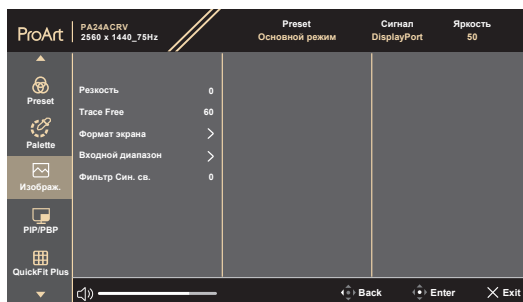 ProArt
PA24ACRV
2560 x 1440_75Hz
Preset
Основной режим
Сигнал
DisplayPort
Яркость
50
Preset
Palette
Изображ.
PIP/PBP
QuickFit Plus
Резкость 0
Trace Free 60
Формат экрана
Входной диапазон
Фильтр Син. св. 0
Back
Enter
Exit